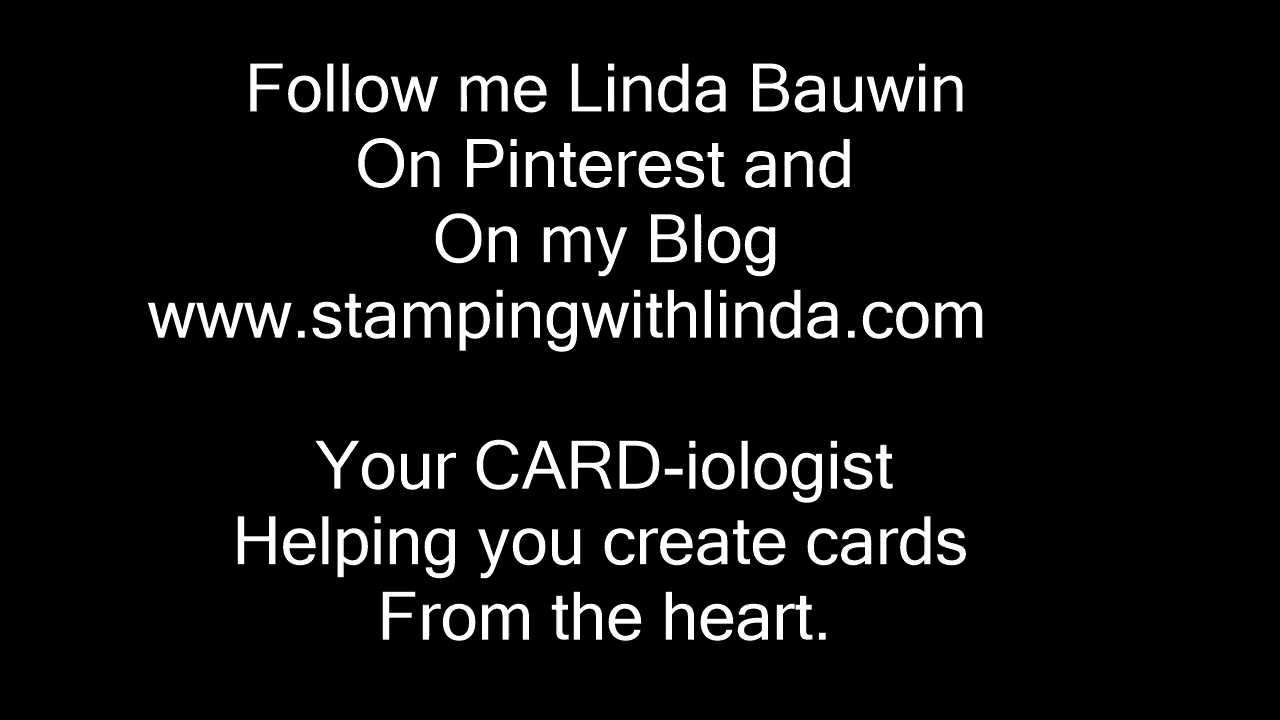 Follow me Linda Bauwin
On Pinterest and
On my Blog
www.stampingwithlinda.com
Your CARD-iologist
Helping you create cards
From the heart.